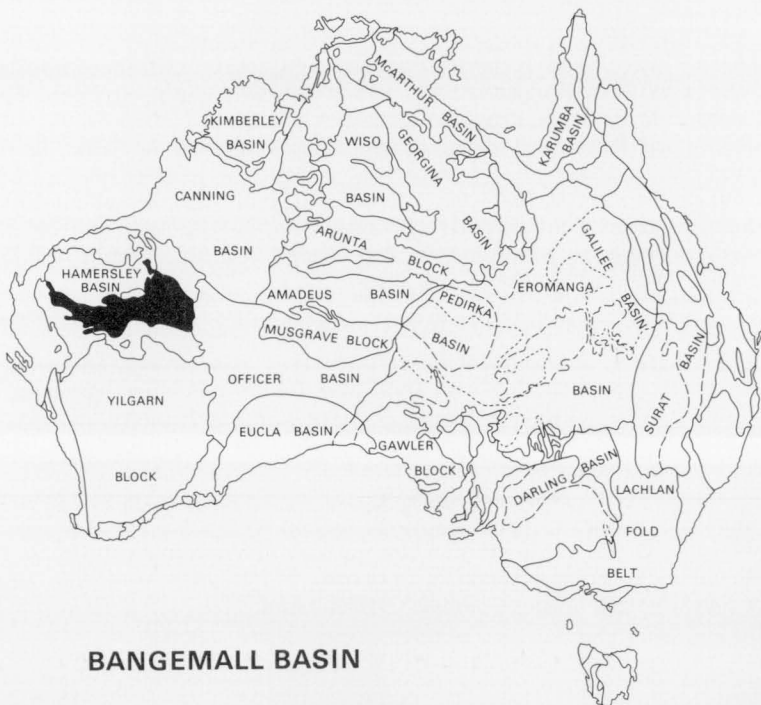 McARTHUR BASIN
KIMBERLEY
BASIN
WISO
BASIN
GEORGINA
BASIN
KARUMBA
BASIN
CANNING
BASIN
ARUNTA
BLOCK
GALILEE
BASIN
HAMERSLEY
BASIN
AMADEUS BASIN
PEDIRKA
BASIN
EROMANGA
BASIN
MUSGRAVE BLOCK
YILGARN
BLOCK
OFFICER BASIN
SURAT
BASIN
EUCLA BASIN
GAWLER
BLOCK
DARLING
BASIN
LACHLAN
FOLD
BELT
BANGEMALL BASIN